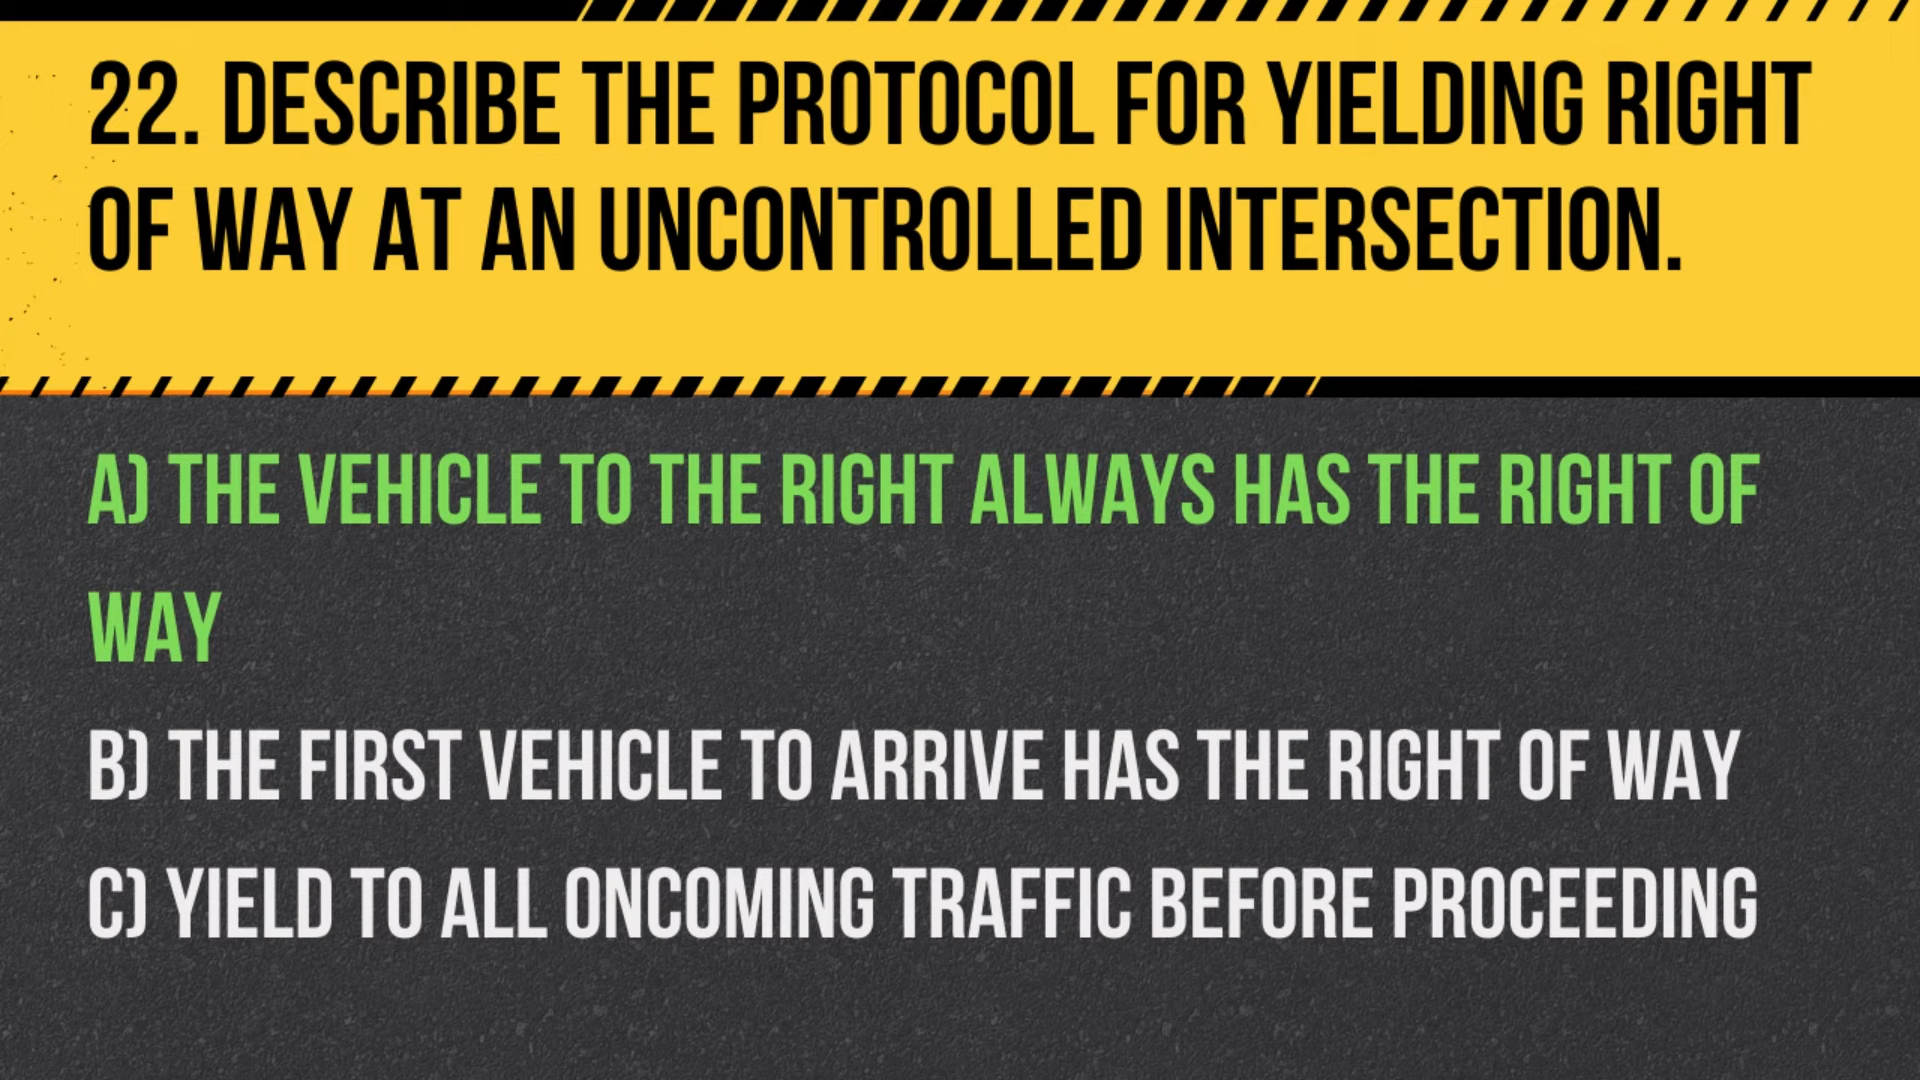 22. DESCRIBE THE PROTOCOL FOR YIELDING RIGHT
OF WAY AT AN UNCONTROLLED INTERSECTION.
A) THE VEHICLE TO THE RIGHT ALWAYS HAS THE RIGHT OF
WAY
B) THE FIRST VEHICLE TO ARRIVE HAS THE RIGHT OF WAY
C) YIELD TO ALL ONCOMING TRAFFIC BEFORE PROCEEDING